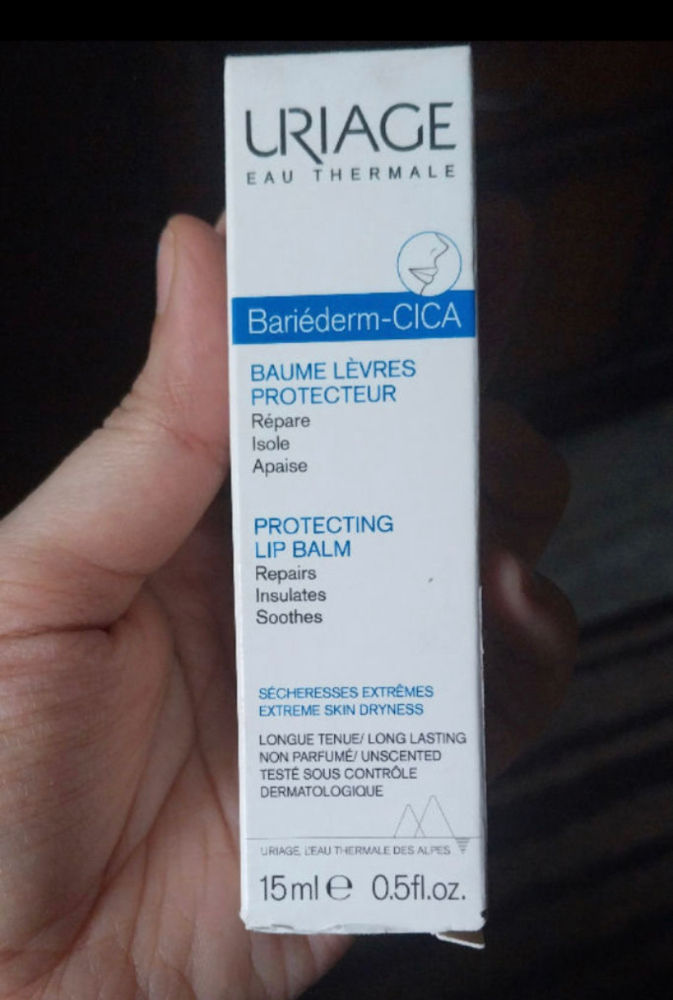 URIAGE
EAU THERMALE
Bariéderm-CICA
BAUME LÈVRES
PROTECTEUR
Répare
Isole
Apaise
PROTECTING
LIP BALM
Repairs
Insulates
Soothes
SÉCHERESSES EXTRÊMES
EXTREME SKIN DRYNESS
LONGUE TENUE/ LONG LASTING
NON PARFUMÉ/ UNSCENTED
TESTÉ SOUS CONTRÔLE
DERMATOLOGIQUE
URIAGE, L'EAU THERMALE DES ALPES
15 ml e 0.5fl.oz.